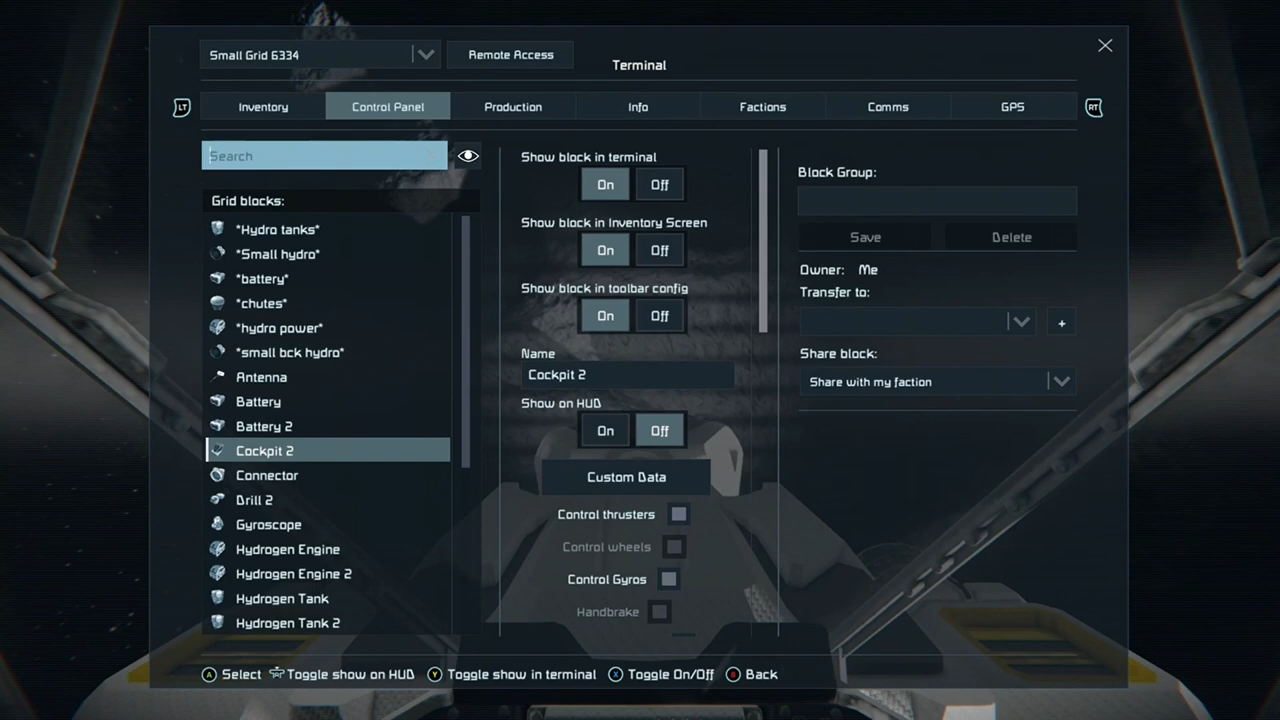 Small Grid 6334
Remote Access
Terminal
LT
Inventory
Control Panel
Production
Info
Factions
Comms
GPS
RT
Search
Grid blocks:
*Hydro tanks*
*Small hydro*
*battery*
*chutes*
*hydro power*
*small bck hydro*
Antenna
Battery
Battery 2
Cockpit 2
Connector
Drill 2
Gyroscope
Hydrogen Engine
Hydrogen Engine 2
Hydrogen Tank
Hydrogen Tank 2
Show block in terminal
On Off
Show block in Inventory Screen
On Off
Show block in toolbar config
On Off
Name
Cockpit 2
Show on HUD
On Off
Custom Data
Control thrusters
Control wheels
Control Gyros
Handbrake
Block Group:
Save Delete
Owner: Me
Transfer to:
+
Share block:
Share with my faction
A Select Toggle show on HUD Y Toggle show in terminal X Toggle On/Off B Back